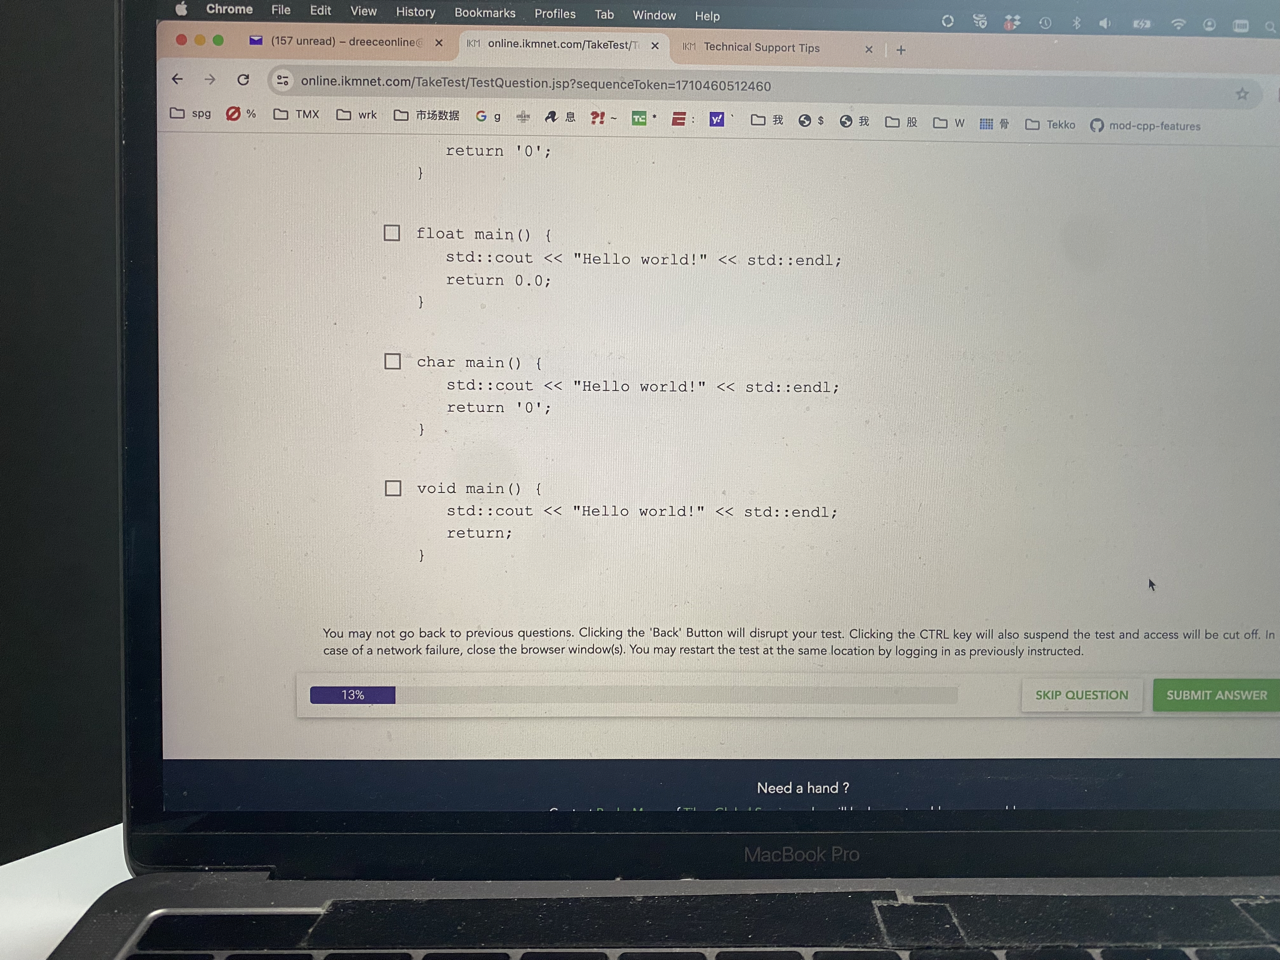 Chrome File Edit View History Bookmarks Profiles Tab Window Help
(157 unread) – dreeceonline@ × IKM online.ikmnet.com/TakeTest/T × IKM Technical Support Tips × +
online.ikmnet.com/TakeTest/TestQuestion.jsp?sequenceToken=1710460512460
spg % TMX wrk 市场数据 G g 息 ?! ~ TC • E : y! ` 我 $ 我 股 W 骨 Tekko mod-cpp-features
return '0';
}
float main() {
std::cout << "Hello world!" << std::endl;
return 0.0;
}
char main() {
std::cout << "Hello world!" << std::endl;
return '0';
}
void main() {
std::cout << "Hello world!" << std::endl;
return;
}
You may not go back to previous questions. Clicking the 'Back' Button will disrupt your test. Clicking the CTRL key will also suspend the test and access will be cut off. In
case of a network failure, close the browser window(s). You may restart the test at the same location by logging in as previously instructed.
13% SKIP QUESTION SUBMIT ANSWER
Need a hand ?
MacBook Pro